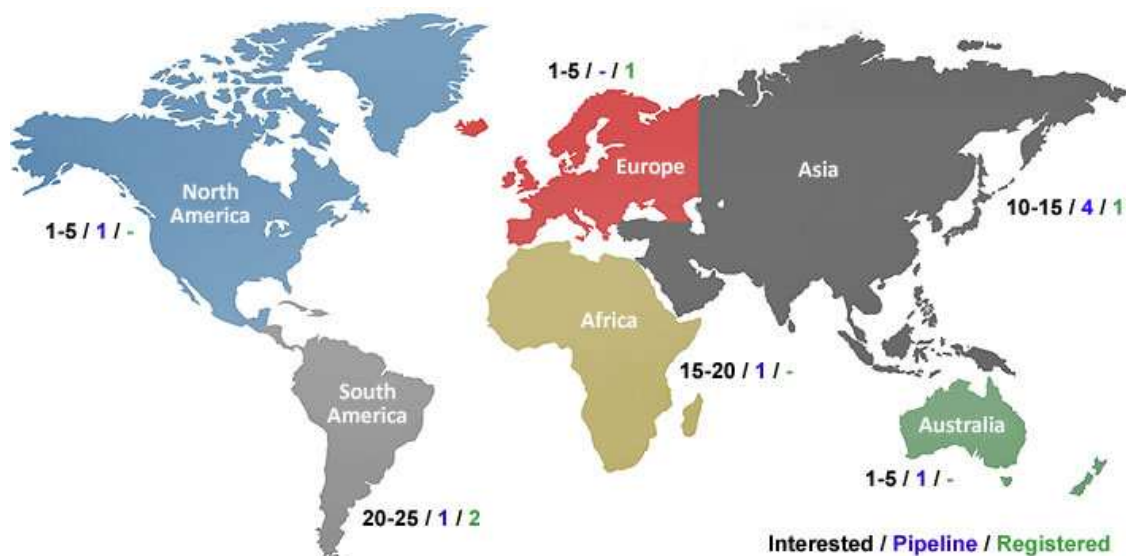 1-5 / - / 1
Europe
Asia
North
America
10-15 / 4 / 1
1-5 / 1 / -
Africa
15-20 / 1 / -
South
America
Australia
1-5 / 1 / -
20-25 / 1 / 2
Interested / Pipeline / Registered